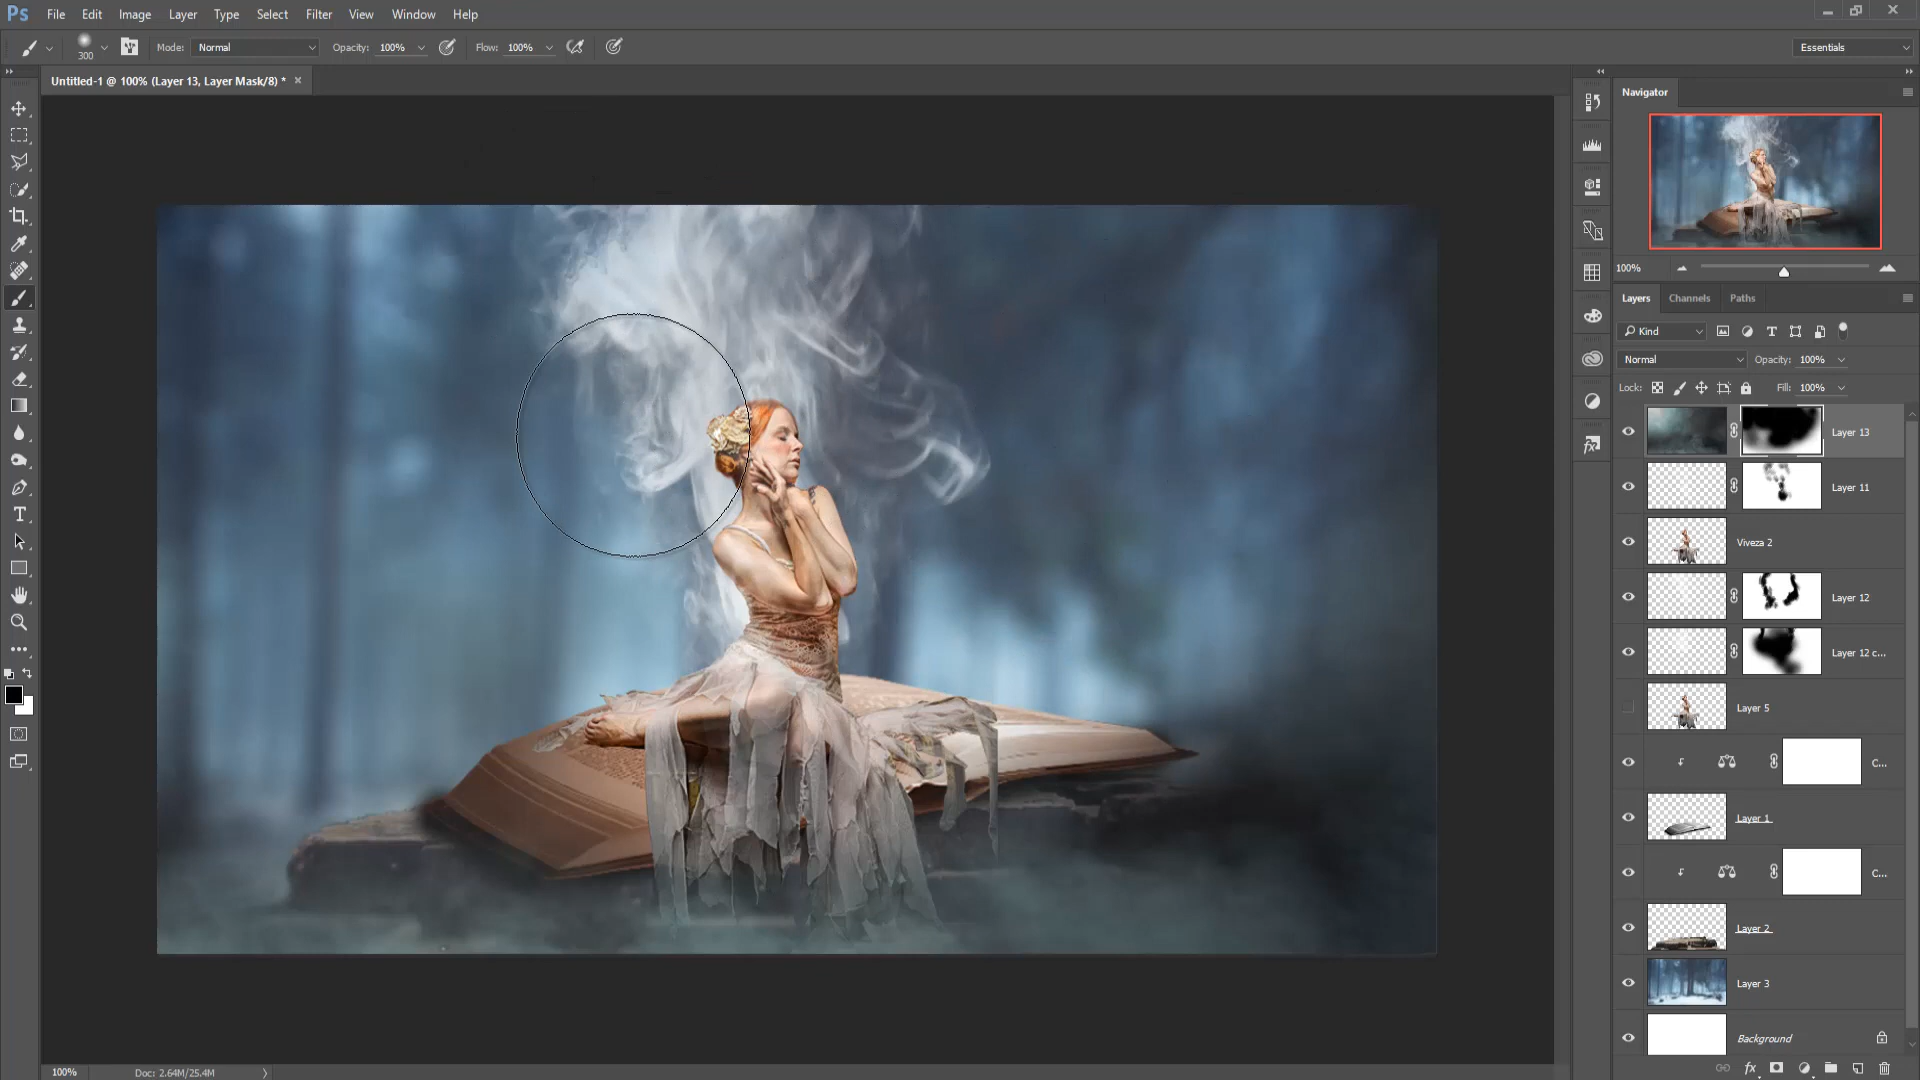 Ps File Edit Image Layer Type Select Filter View Window Help
300 Mode: Normal Opacity: 100% Flow: 100% Essentials
Untitled-1 @ 100% (Layer 13, Layer Mask/8) * ×
Navigator
100%
Layers Channels Paths
Kind
Normal Opacity: 100%
Lock: Fill: 100%
Layer 13
Layer 11
Viveza 2
Layer 12
Layer 12 c...
Layer 5
C...
Layer 1
C...
Layer 2
Layer 3
Background
100% Doc: 2.64M/25.4M